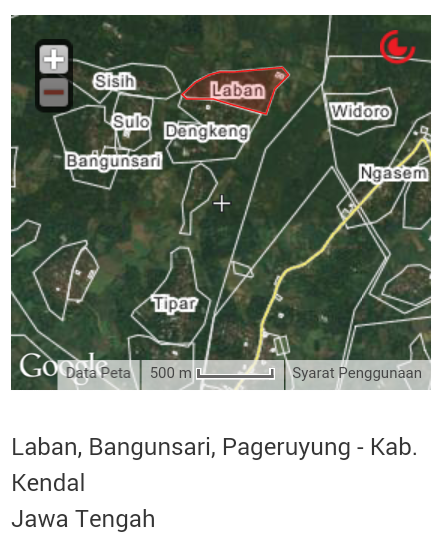 Sisih
Laban
Sulo
Widoro
Dengkeng
Bangunsari
Ngasem
Tipar
Google
Data Peta
500 m
Syarat Penggunaan
Laban, Bangunsari, Pageruyung - Kab.
Kendal
Jawa Tengah